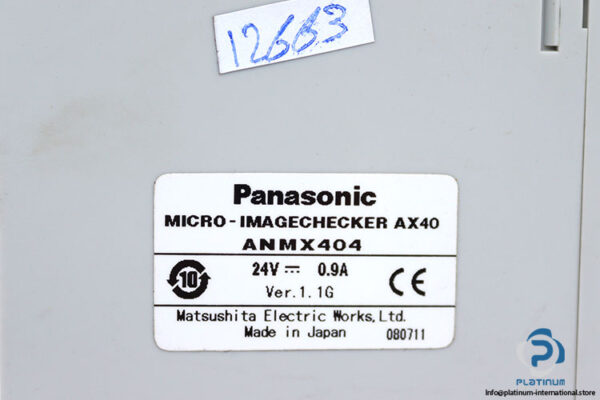 12663
Panasonic
MICRO-IMAGECHECKER AX40
ANMX404
10
24V ⎓ 0.9A
Ver.1.1G
CE
Matsushita Electric Works,Ltd.
Made in Japan
080711
PLATINUM
Info@platinum-international.store